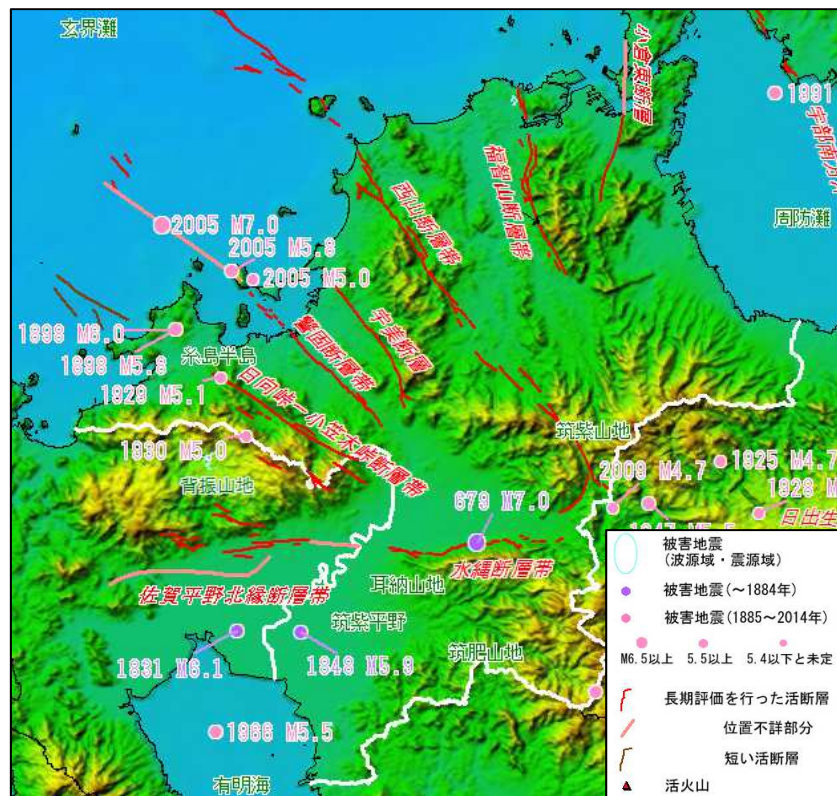 玄界灘
小倉東断層
1991
宇部南方沖
福智山断層帯
西山断層帯
周防灘
2005 M7.0
2005 M5.8
2005 M5.0
宇美断層
警固断層帯
1898 M6.0
1898 M5.8
糸島半島
1929 M5.1
日向峠-小笠木峠断層帯
1930 M5.0
背振山地
筑紫山地
2009 M4.7
1925 M4.7
1928 M
日出生
679 M7.0
水縄断層帯
耳納山地
佐賀平野北縁断層帯
筑紫平野
1831 M6.1
1848 M5.9
筑肥山地
1966 M5.5
有明海
被害地震
(波源域・震源域)
被害地震(～1884年)
被害地震(1885～2014年)
M6.5以上 5.5以上 5.4以下と未定
長期評価を行った活断層
位置不詳部分
短い活断層
活火山